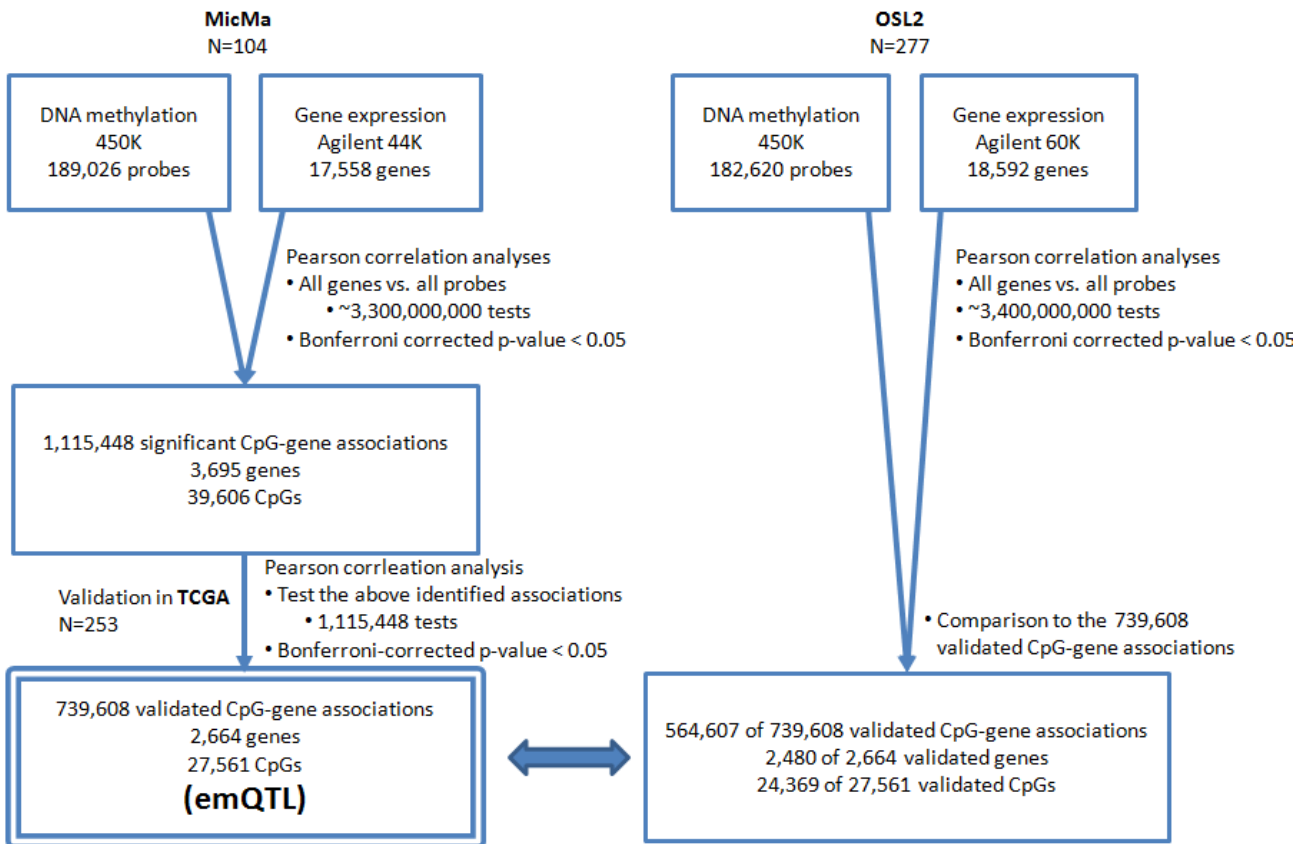 MicMa
N=104
DNA methylation
450K
189,026 probes
Gene expression
Agilent 44K
17,558 genes
Pearson correlation analyses
• All genes vs. all probes
• ~3,300,000,000 tests
• Bonferroni corrected p-value < 0.05
1,115,448 significant CpG-gene associations
3,695 genes
39,606 CpGs
Validation in TCGA
N=253
Pearson corrleation analysis
• Test the above identified associations
• 1,115,448 tests
• Bonferroni-corrected p-value < 0.05
739,608 validated CpG-gene associations
2,664 genes
27,561 CpGs
(emQTL)
OSL2
N=277
DNA methylation
450K
182,620 probes
Gene expression
Agilent 60K
18,592 genes
Pearson correlation analyses
• All genes vs. all probes
• ~3,400,000,000 tests
• Bonferroni corrected p-value < 0.05
• Comparison to the 739,608
validated CpG-gene associations
564,607 of 739,608 validated CpG-gene associations
2,480 of 2,664 validated genes
24,369 of 27,561 validated CpGs